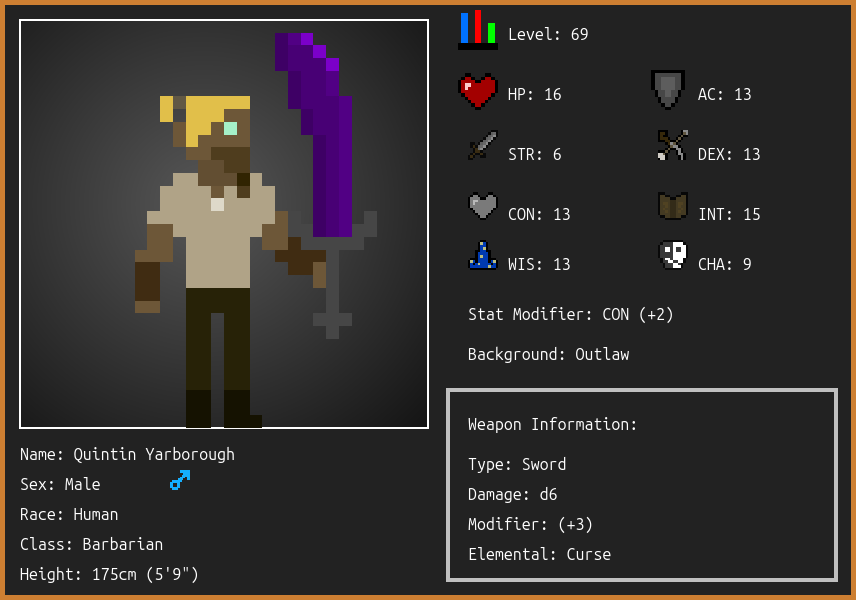 Level: 69
HP: 16
AC: 13
STR: 6
DEX: 13
CON: 13
INT: 15
WIS: 13
CHA: 9
Stat Modifier: CON (+2)
Background: Outlaw
Name: Quintin Yarborough
Sex: Male
Race: Human
Class: Barbarian
Height: 175cm (5'9")
Weapon Information:
Type: Sword
Damage: d6
Modifier: (+3)
Elemental: Curse